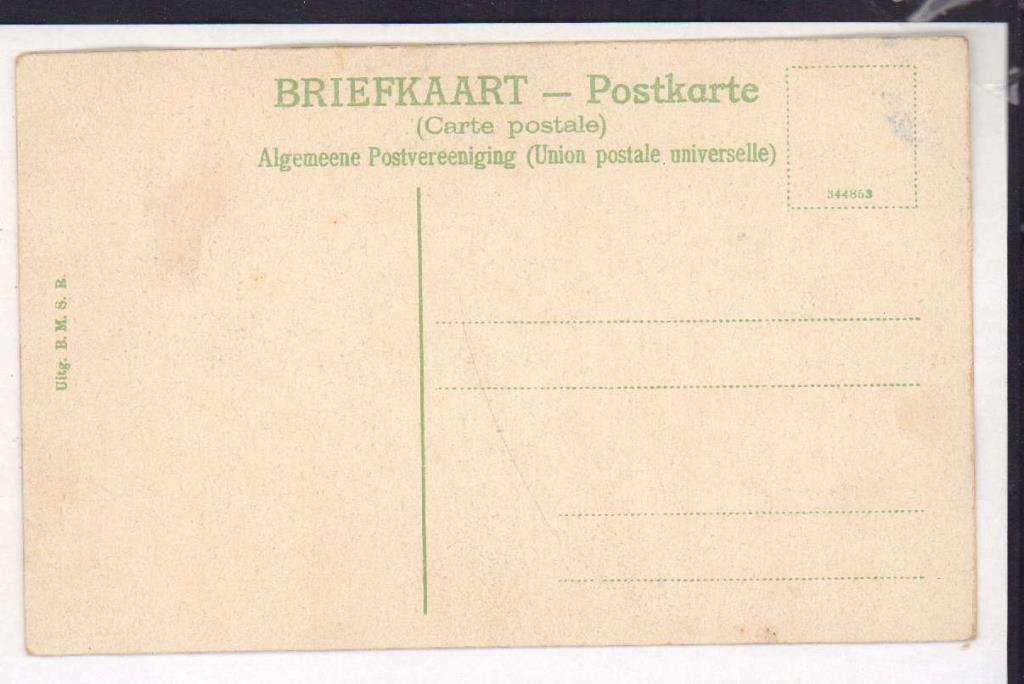 BRIEFKAART — Postkarte
(Carte postale)
Algemeene Postvereeniging (Union postale universelle)
344853
Uitg. B. M. S. R.